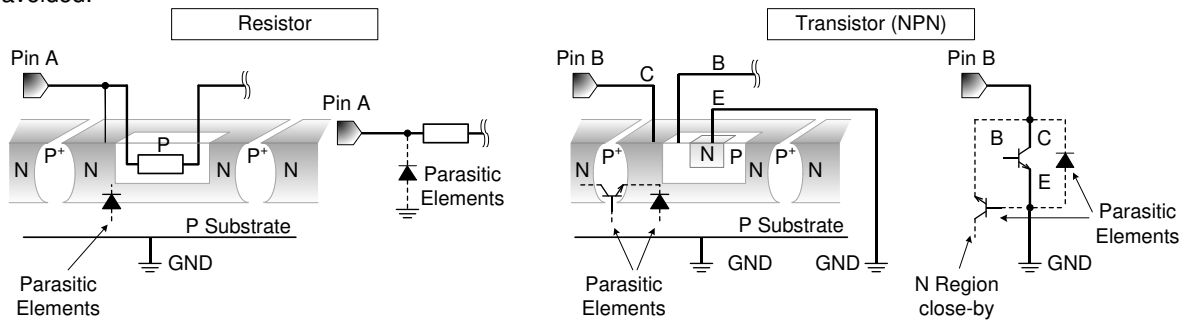 avoided.
Resistor
Transistor (NPN)
Pin A
Pin A
P
N P+ N P+ N
Parasitic
Elements
P Substrate
GND
Parasitic
Elements
Pin B
C
B
E
N P+ N N P P+ N
P Substrate
GND
GND
Parasitic
Elements
Pin B
B
C
E
Parasitic
Elements
GND
N Region
close-by